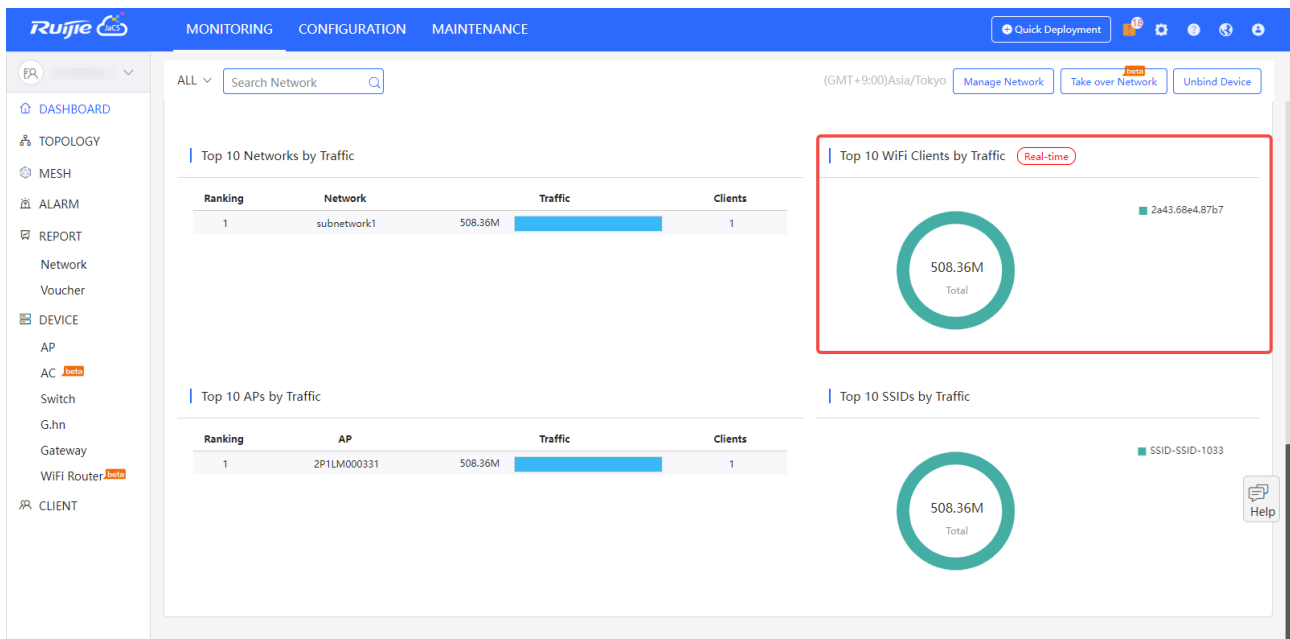 Ruijie JaCS MONITORING CONFIGURATION MAINTENANCE Quick Deployment 18
ALL Search Network (GMT+9:00)Asia/Tokyo Manage Network Take over Network beta Unbind Device
DASHBOARD
TOPOLOGY
MESH
ALARM
REPORT
Network
Voucher
DEVICE
AP
AC beta
Switch
G.hn
Gateway
WiFi Router beta
CLIENT
Top 10 Networks by Traffic
Ranking Network Traffic Clients
1 subnetwork1 508.36M 1
Top 10 WiFi Clients by Traffic Real-time
2a43.68e4.87b7
508.36M
Total
Top 10 APs by Traffic
Ranking AP Traffic Clients
1 2P1LM000331 508.36M 1
Top 10 SSIDs by Traffic
SSID-SSID-1033
508.36M
Total
Help